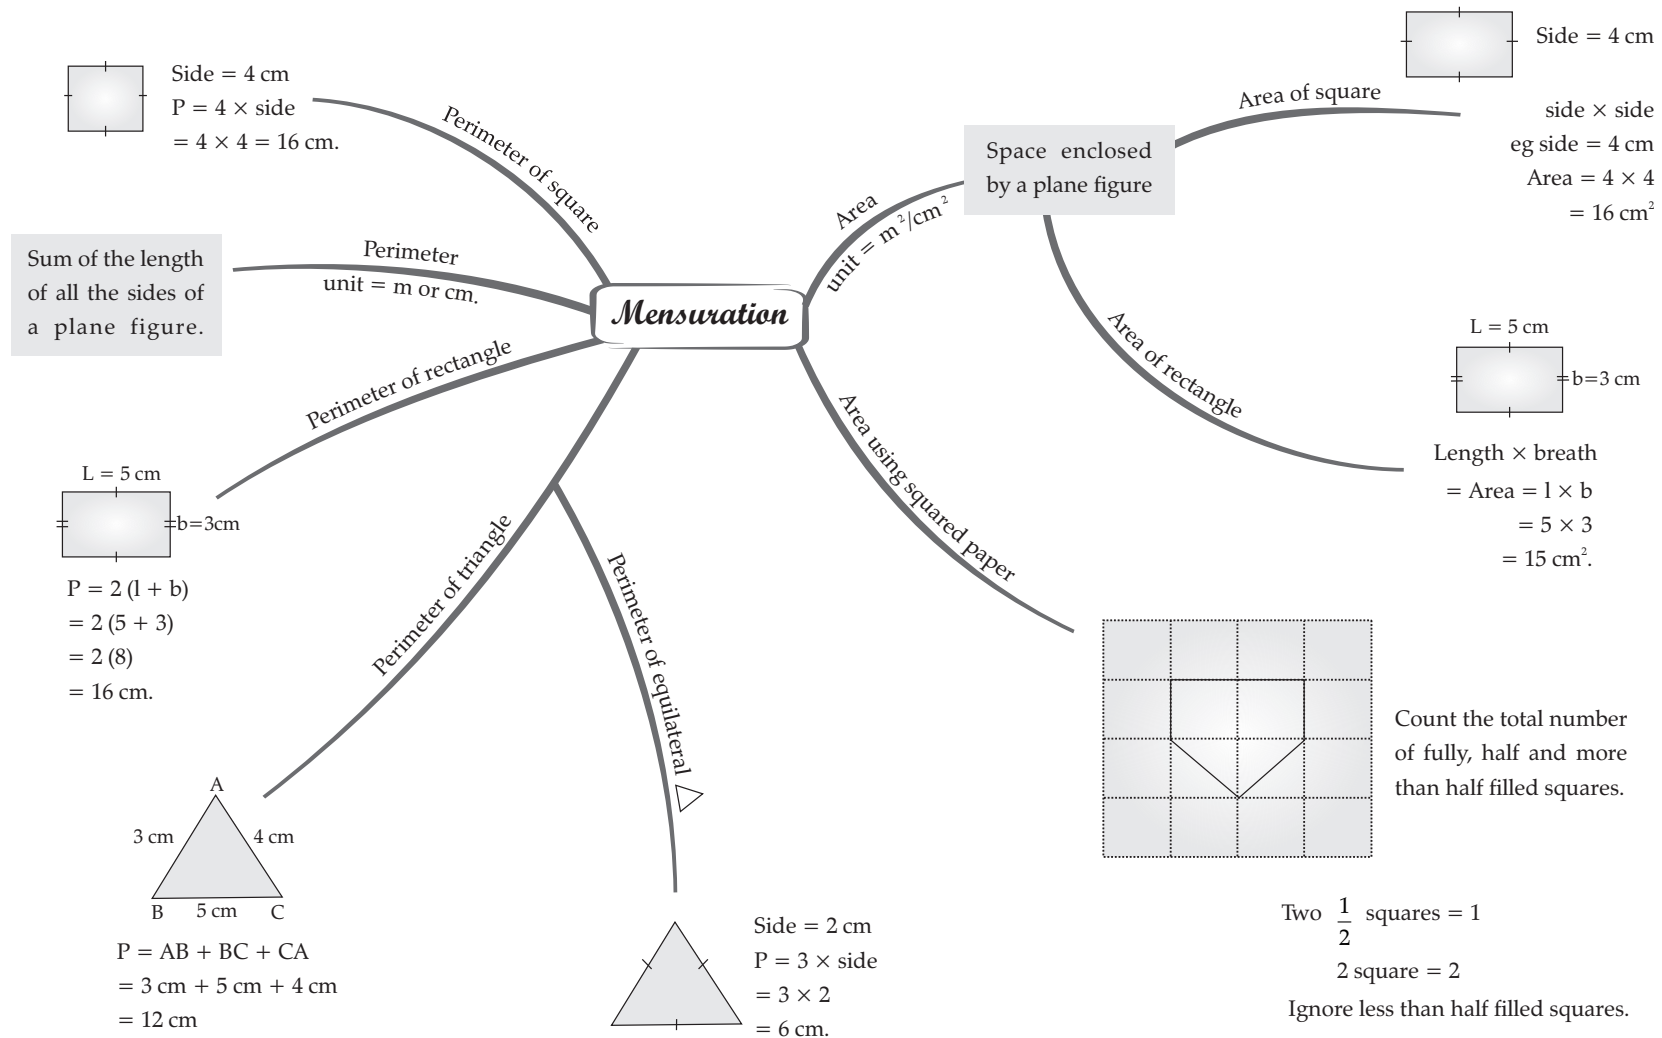 Mensuration
Perimeter of square
Side = 4 cm
P = 4 × side
= 4 × 4 = 16 cm.
Perimeter
unit = m or cm.
Sum of the length
of all the sides of
a plane figure.
Perimeter of rectangle
L = 5 cm
b=3cm
P = 2 (l + b)
= 2 (5 + 3)
= 2 (8)
= 16 cm.
Perimeter of triangle
A
3 cm
4 cm
B
5 cm
C
P = AB + BC + CA
= 3 cm + 5 cm + 4 cm
= 12 cm
Perimeter of equilateral △
Side = 2 cm
P = 3 × side
= 3 × 2
= 6 cm.
Area
unit = m²/cm²
Space enclosed
by a plane figure
Area of square
Side = 4 cm
side × side
eg side = 4 cm
Area = 4 × 4
= 16 cm²
Area of rectangle
L = 5 cm
b=3 cm
Length × breath
= Area = l × b
= 5 × 3
= 15 cm².
Area using squared paper
Count the total number
of fully, half and more
than half filled squares.
Two 1/2 squares = 1
2 square = 2
Ignore less than half filled squares.